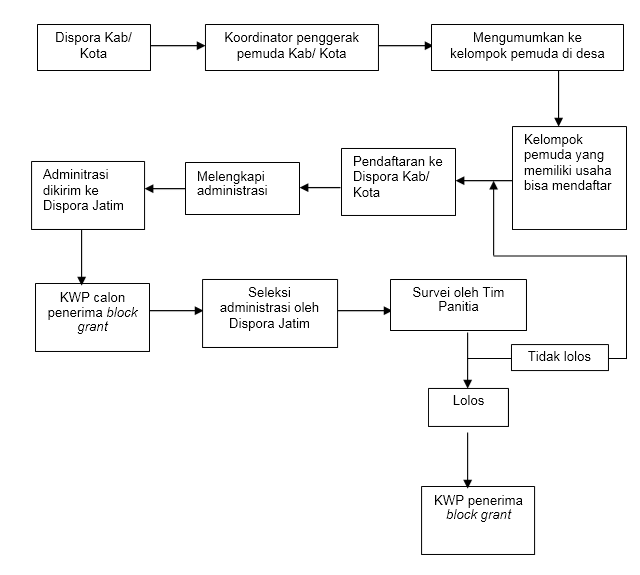 Dispora Kab/
Kota
Koordinator penggerak
pemuda Kab/ Kota
Mengumumkan ke
kelompok pemuda di desa
Kelompok
pemuda yang
memiliki usaha
bisa mendaftar
Pendaftaran ke
Dispora Kab/
Kota
Melengkapi
administrasi
Adminitrasi
dikirim ke
Dispora Jatim
KWP calon
penerima block
grant
Seleksi
administrasi oleh
Dispora Jatim
Survei oleh Tim
Panitia
Tidak lolos
Lolos
KWP penerima
block grant